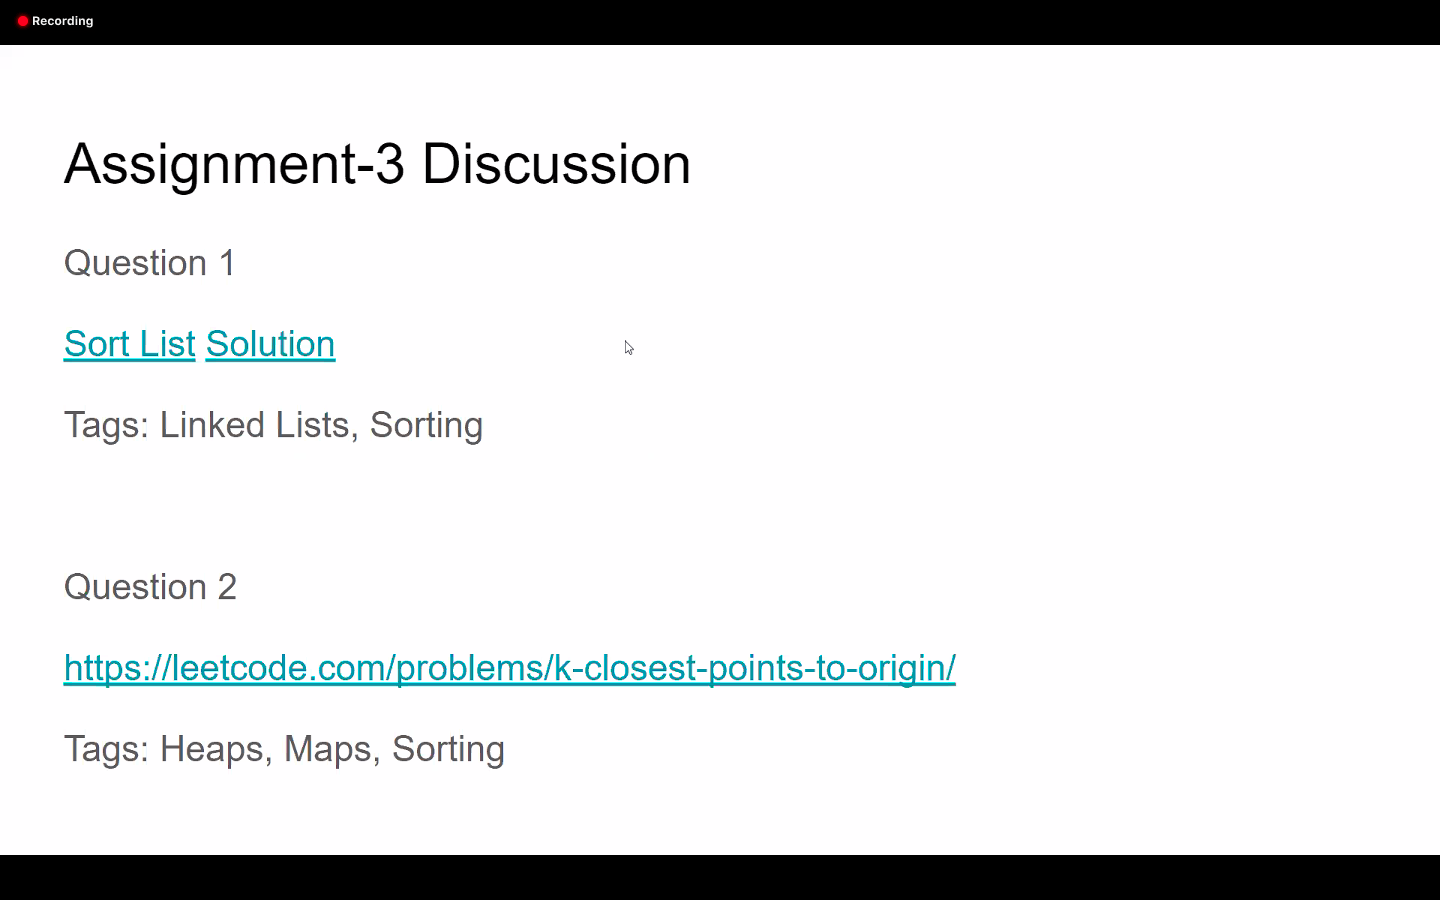 Recording
Assignment-3 Discussion
Question 1
Sort List Solution
Tags: Linked Lists, Sorting
Question 2
https://leetcode.com/problems/k-closest-points-to-origin/
Tags: Heaps, Maps, Sorting